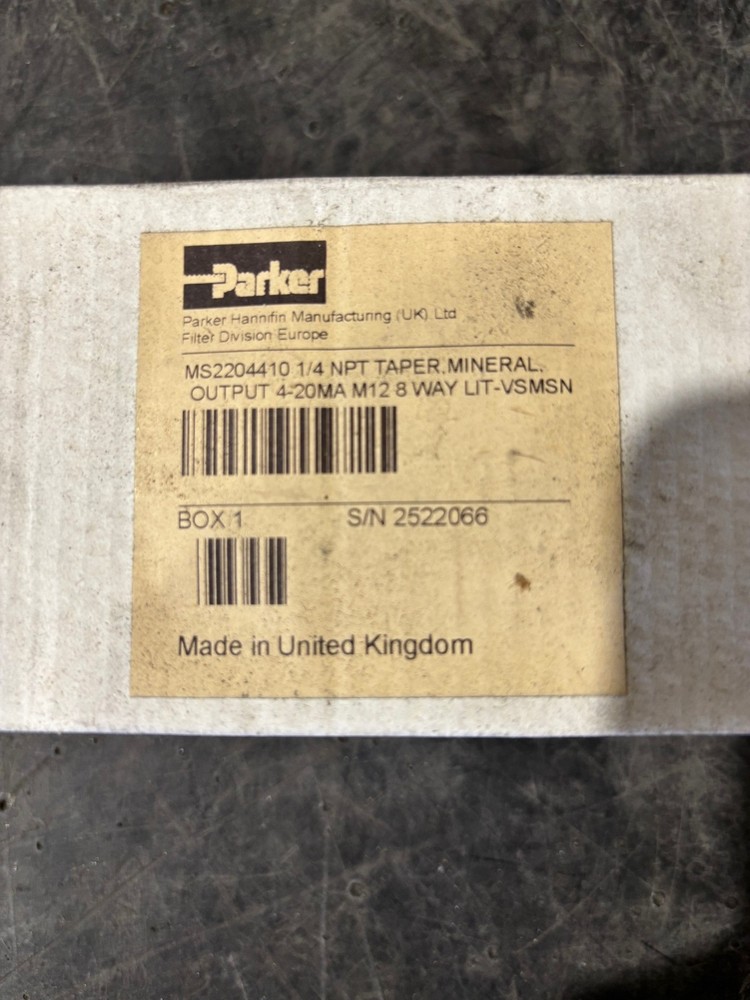 Parker
Parker Hannifin Manufacturing (UK) Ltd
Filter Division Europe
MS2204410 1/4 NPT TAPER,MINERAL,
OUTPUT 4-20MA M12 8 WAY LIT-VSMSN
BOX 1 S/N 2522066
Made in United Kingdom